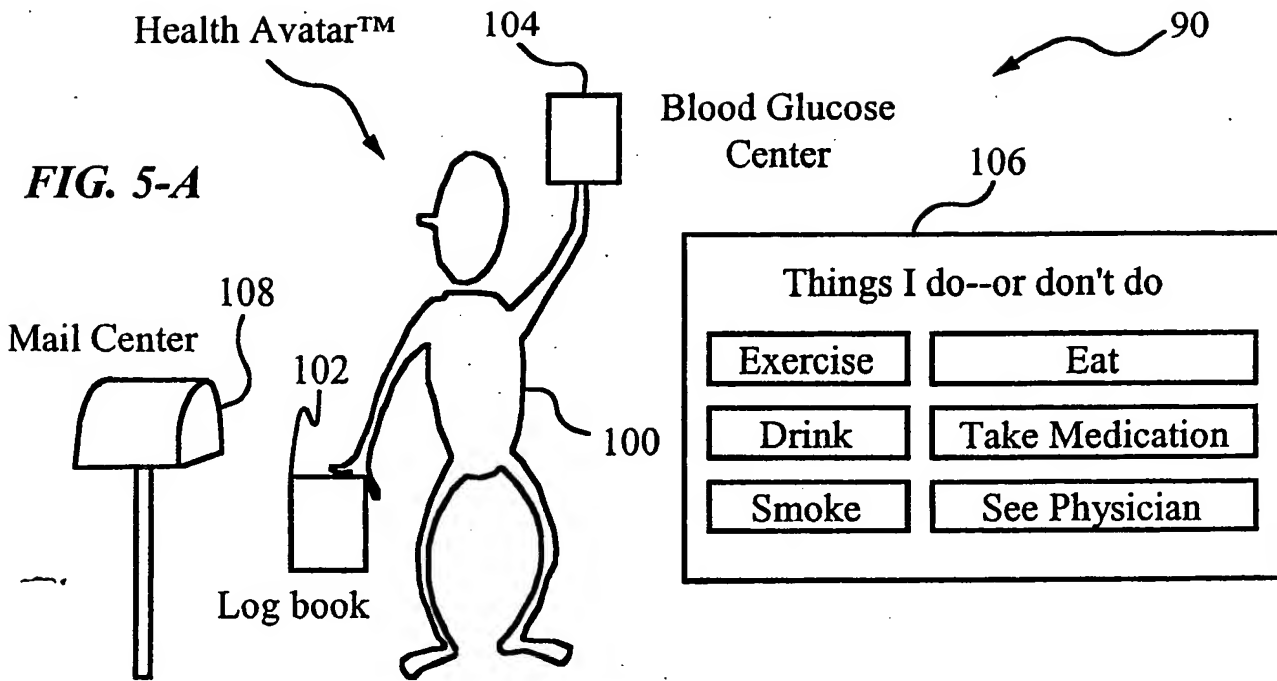 Health Avatar™
104
90
Blood Glucose
Center
FIG. 5-A
106
Things I do--or don't do
108
Mail Center
Exercise
Eat
102
Drink
Take Medication
100
Smoke
See Physician
Log book